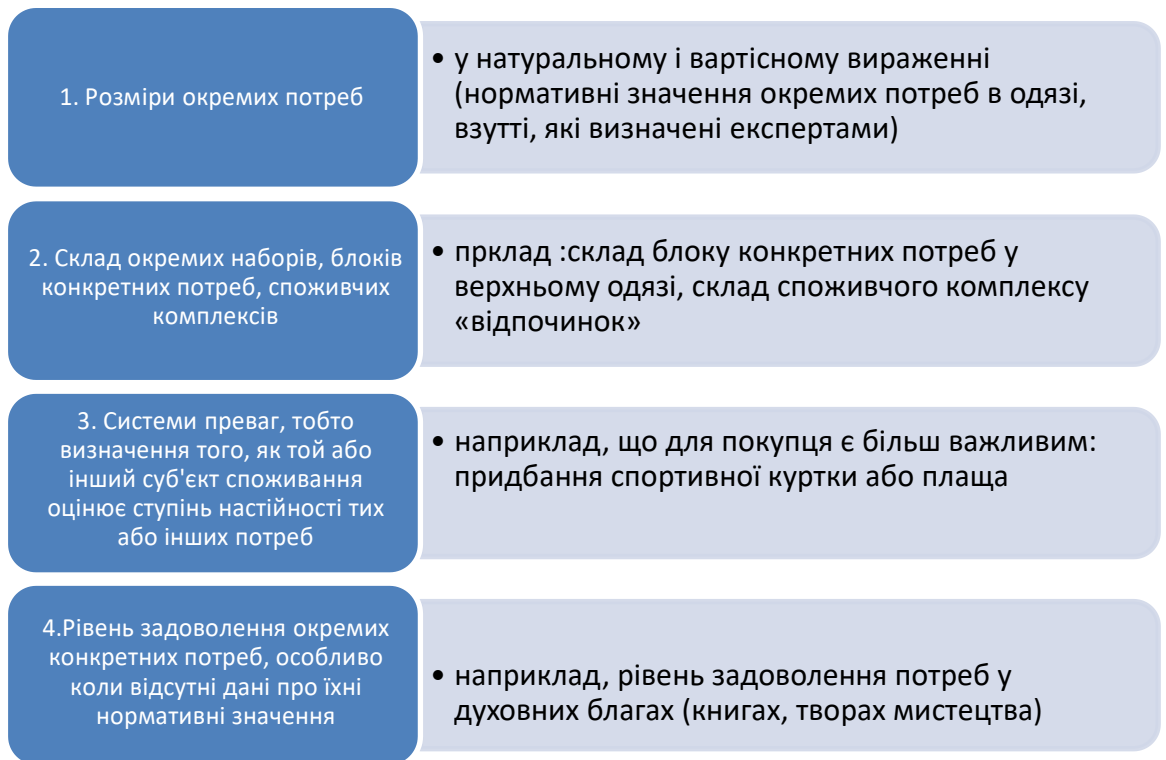 1. Розміри окремих потреб
• у натуральному і вартісному вираженні
(нормативні значення окремих потреб в одязі,
взутті, які визначені експертами)
2. Склад окремих наборів, блоків
конкретних потреб, споживчих
комплексів
• прклад :склад блоку конкретних потреб у
верхньому одязі, склад споживчого комплексу
«відпочинок»
3. Системи преваг, тобто
визначення того, як той або
інший суб'єкт споживання
оцінює ступінь настійності тих
або інших потреб
• наприклад, що для покупця є більш важливим:
придбання спортивної куртки або плаща
4.Рівень задоволення окремих
конкретних потреб, особливо
коли відсутні дані про їхні
нормативні значення
• наприклад, рівень задоволення потреб у
духовних благах (книгах, творах мистецтва)